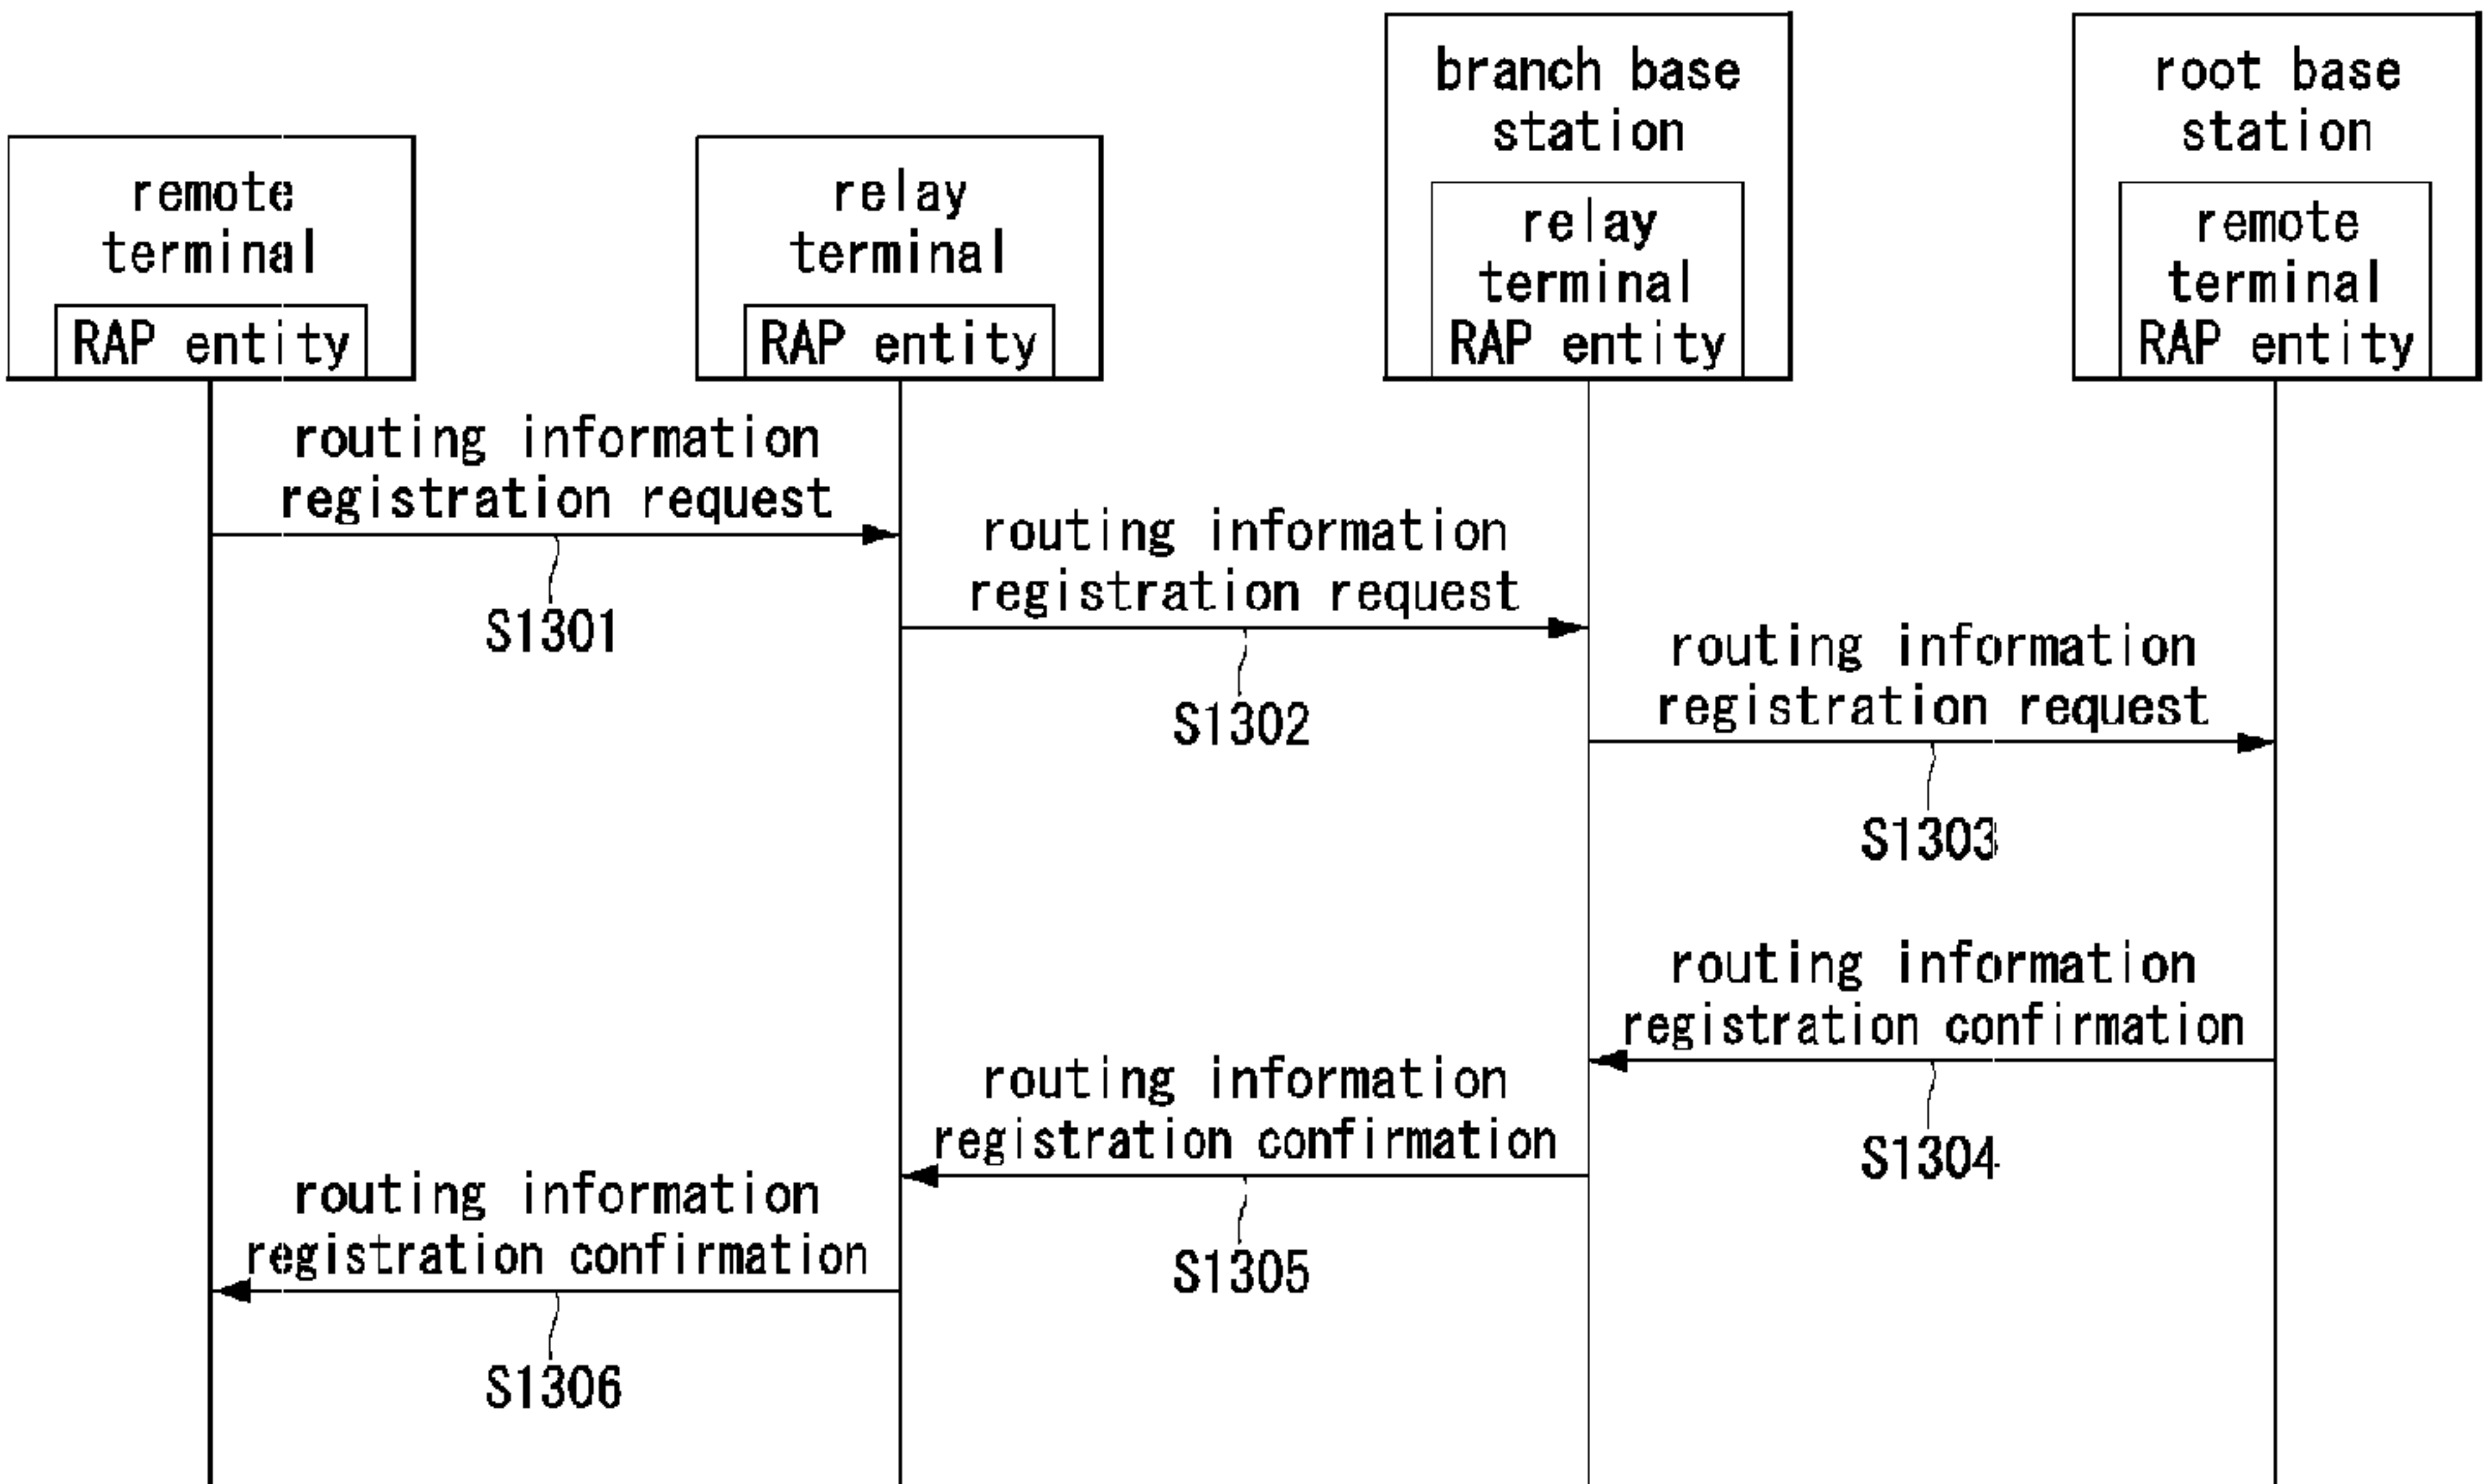 remote
terminal
RAP entity
relay
terminal
RAP entity
branch base
station
relay
terminal
RAP entity
root base
station
remote
terminal
RAP entity
routing information
registration request
S1301
routing information
registration request
S1302
routing information
registration request
S1303
routing information
registration confirmation
S1304
routing information
registration confirmation
S1305
routing information
registration confirmation
S1306